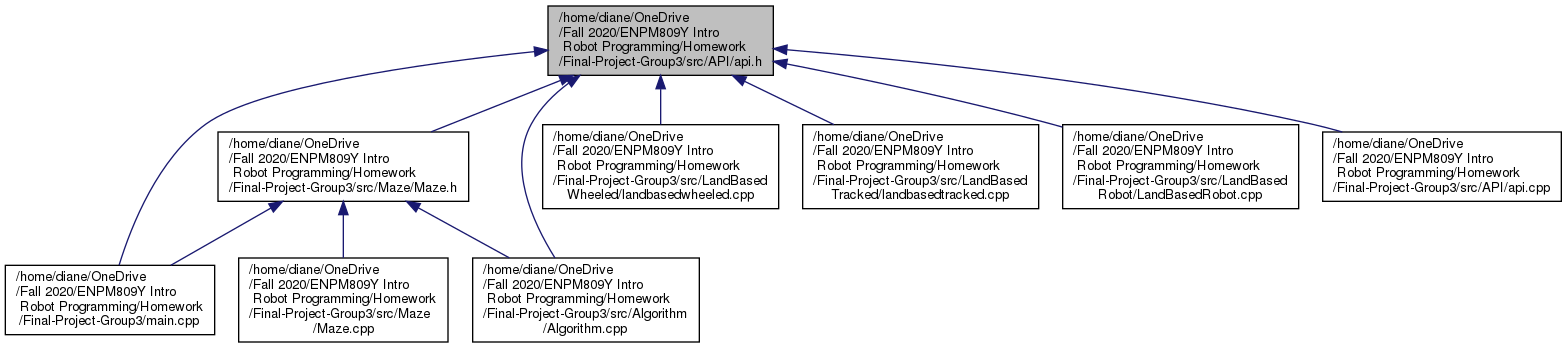 /home/diane/OneDrive
/Fall 2020/ENPM809Y Intro
Robot Programming/Homework
/Final-Project-Group3/src/API/api.h
/home/diane/OneDrive
/Fall 2020/ENPM809Y Intro
Robot Programming/Homework
/Final-Project-Group3/src/Maze/Maze.h
/home/diane/OneDrive
/Fall 2020/ENPM809Y Intro
Robot Programming/Homework
/Final-Project-Group3/src/LandBased
Wheeled/landbasedwheeled.cpp
/home/diane/OneDrive
/Fall 2020/ENPM809Y Intro
Robot Programming/Homework
/Final-Project-Group3/src/LandBased
Tracked/landbasedtracked.cpp
/home/diane/OneDrive
/Fall 2020/ENPM809Y Intro
Robot Programming/Homework
/Final-Project-Group3/src/LandBased
Robot/LandBasedRobot.cpp
/home/diane/OneDrive
/Fall 2020/ENPM809Y Intro
Robot Programming/Homework
/Final-Project-Group3/src/API/api.cpp
/home/diane/OneDrive
/Fall 2020/ENPM809Y Intro
Robot Programming/Homework
/Final-Project-Group3/main.cpp
/home/diane/OneDrive
/Fall 2020/ENPM809Y Intro
Robot Programming/Homework
/Final-Project-Group3/src/Maze
/Maze.cpp
/home/diane/OneDrive
/Fall 2020/ENPM809Y Intro
Robot Programming/Homework
/Final-Project-Group3/src/Algorithm
/Algorithm.cpp